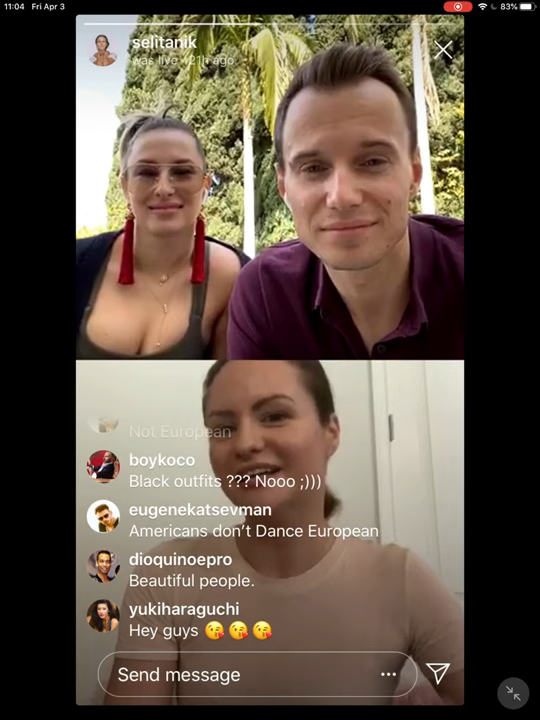 11:04 Fri Apr 3 83%
selitanik
was live · 21h ago
Not European
boykoco
Black outfits ??? Nooo ;)))
eugenekatsevman
Americans don't Dance European
dioquinoepro
Beautiful people.
yukiharaguchi
Hey guys 😘😘😘
Send message